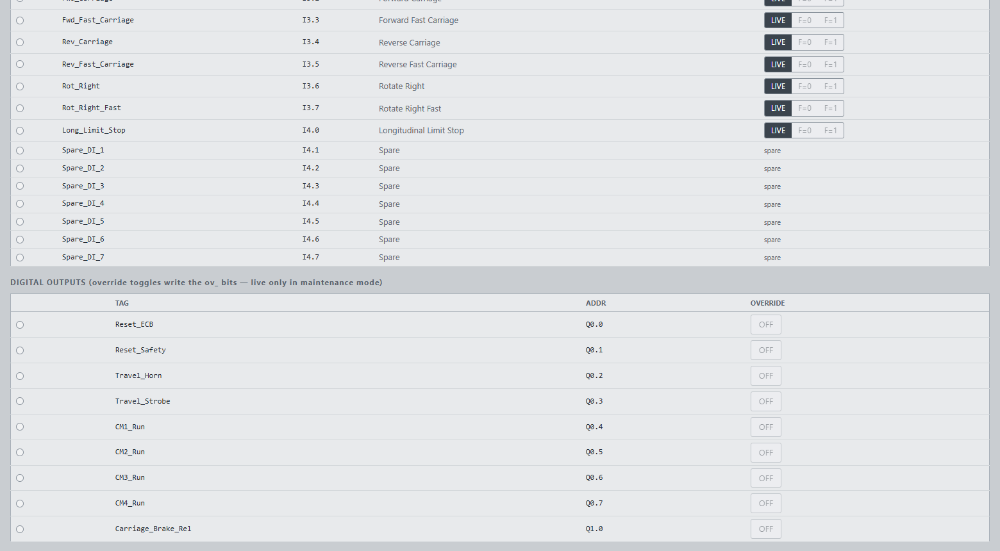 Fwd_Fast_Carriage I3.3 Forward Fast Carriage LIVE F=0 F=1
Rev_Carriage I3.4 Reverse Carriage LIVE F=0 F=1
Rev_Fast_Carriage I3.5 Reverse Fast Carriage LIVE F=0 F=1
Rot_Right I3.6 Rotate Right LIVE F=0 F=1
Rot_Right_Fast I3.7 Rotate Right Fast LIVE F=0 F=1
Long_Limit_Stop I4.0 Longitudinal Limit Stop LIVE F=0 F=1
Spare_DI_1 I4.1 Spare spare
Spare_DI_2 I4.2 Spare spare
Spare_DI_3 I4.3 Spare spare
Spare_DI_4 I4.4 Spare spare
Spare_DI_5 I4.5 Spare spare
Spare_DI_6 I4.6 Spare spare
Spare_DI_7 I4.7 Spare spare
DIGITAL OUTPUTS (override toggles write the ov_ bits — live only in maintenance mode)
TAG ADDR OVERRIDE
Reset_ECB Q0.0 OFF
Reset_Safety Q0.1 OFF
Travel_Horn Q0.2 OFF
Travel_Strobe Q0.3 OFF
CM1_Run Q0.4 OFF
CM2_Run Q0.5 OFF
CM3_Run Q0.6 OFF
CM4_Run Q0.7 OFF
Carriage_Brake_Rel Q1.0 OFF